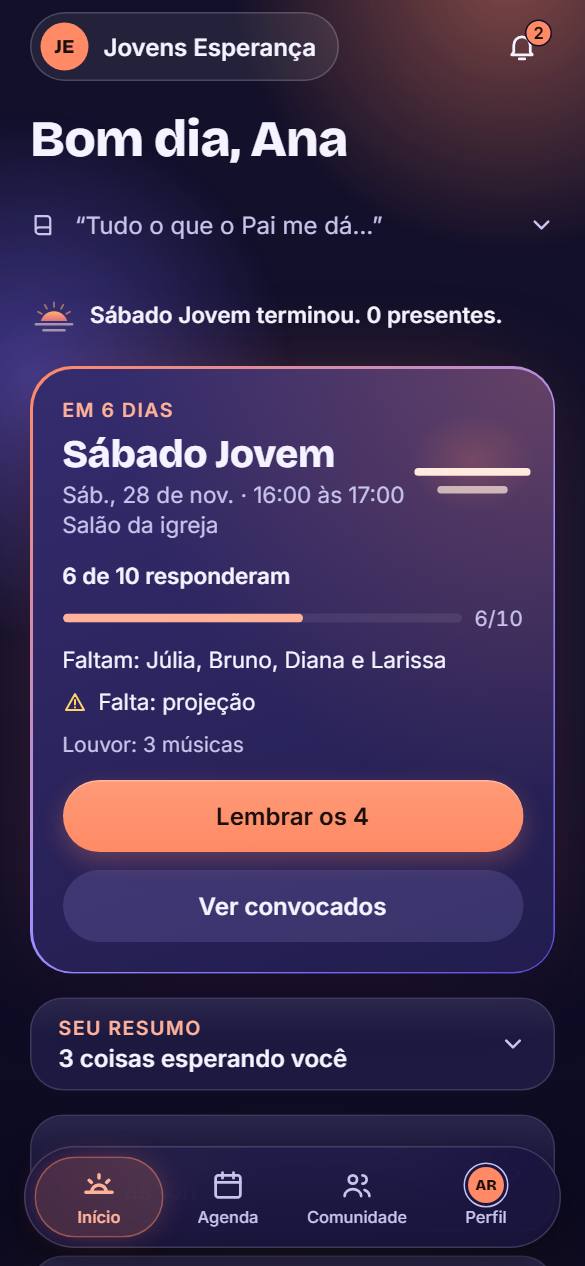 JE
Jovens Esperança
2
Bom dia, Ana
“Tudo o que o Pai me dá...”
Sábado Jovem terminou. 0 presentes.
EM 6 DIAS
Sábado Jovem
Sáb., 28 de nov. · 16:00 às 17:00
Salão da igreja
6 de 10 responderam
6/10
Faltam: Júlia, Bruno, Diana e Larissa
Falta: projeção
Louvor: 3 músicas
Lembrar os 4
Ver convocados
SEU RESUMO
3 coisas esperando você
Início
Agenda
Comunidade
AR
Perfil